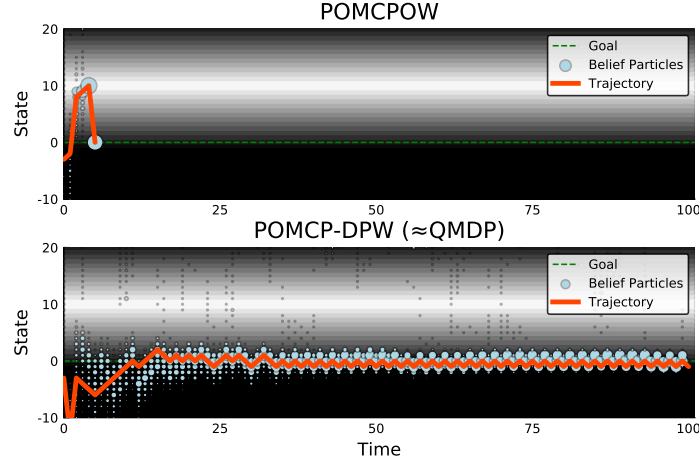 POMCPOW
20
10
0
-10
State
Goal
Belief Particles
Trajectory
0 25 50 75 100
POMCP-DPW (≈QMDP)
20
10
0
-10
State
Goal
Belief Particles
Trajectory
0 25 50 75 100
Time